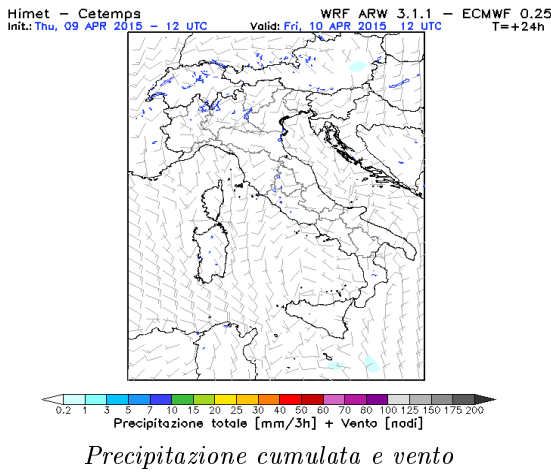 Himet – Cetemps WRF ARW 3.1.1 – ECMWF 0.25
Init.: Thu, 09 APR 2015 – 12 UTC Valid: Fri, 10 APR 2015 12 UTC T=+24h
0.2 1 3 5 7 10 15 20 25 30 40 50 60 70 80 100 125 150 175 200
Precipitazione totale [mm/3h] + Vento [nodi]
Precipitazione cumulata e vento